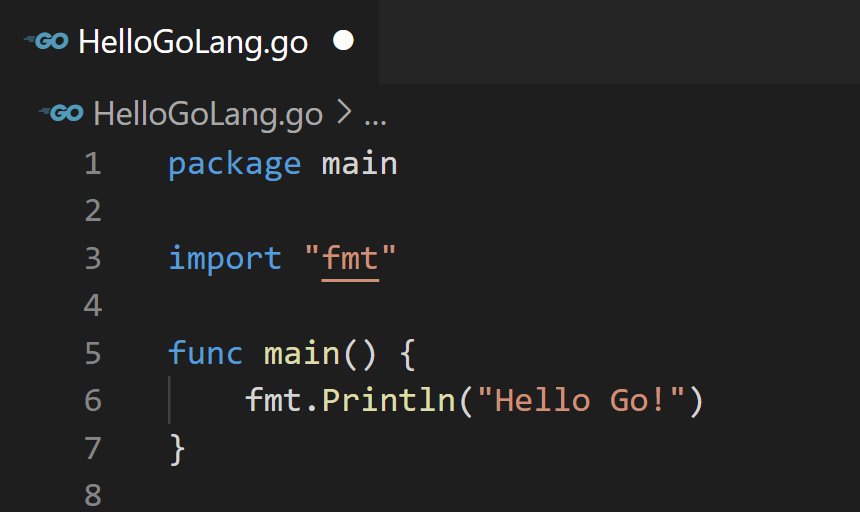 GO HelloGoLang.go
GO HelloGoLang.go > ...
1 package main
2
3 import "fmt"
4
5 func main() {
6     fmt.Println("Hello Go!")
7 }
8